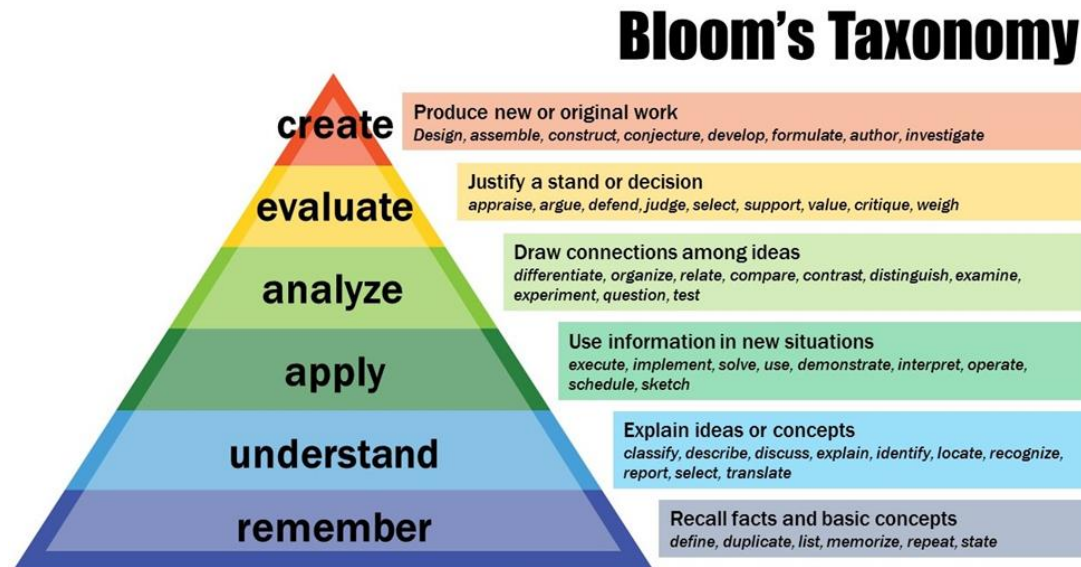 Bloom's Taxonomy
create
Produce new or original work
Design, assemble, construct, conjecture, develop, formulate, author, investigate
evaluate
Justify a stand or decision
appraise, argue, defend, judge, select, support, value, critique, weigh
analyze
Draw connections among ideas
differentiate, organize, relate, compare, contrast, distinguish, examine,
experiment, question, test
apply
Use information in new situations
execute, implement, solve, use, demonstrate, interpret, operate,
schedule, sketch
understand
Explain ideas or concepts
classify, describe, discuss, explain, identify, locate, recognize,
report, select, translate
remember
Recall facts and basic concepts
define, duplicate, list, memorize, repeat, state